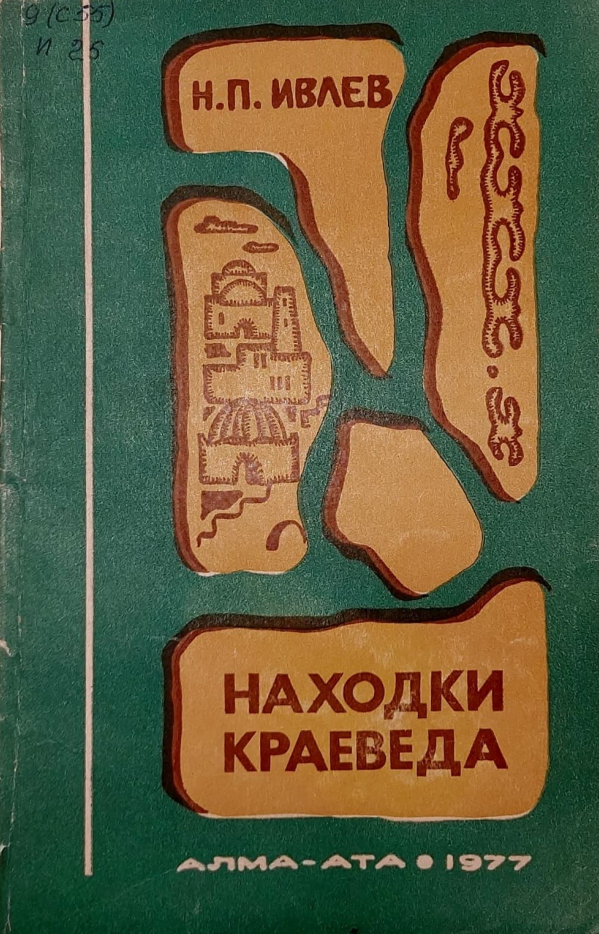 9(С55)
И 25
Н.П. ИВЛЕВ
НАХОДКИ
КРАЕВЕДА
АЛМА-АТА • 1977